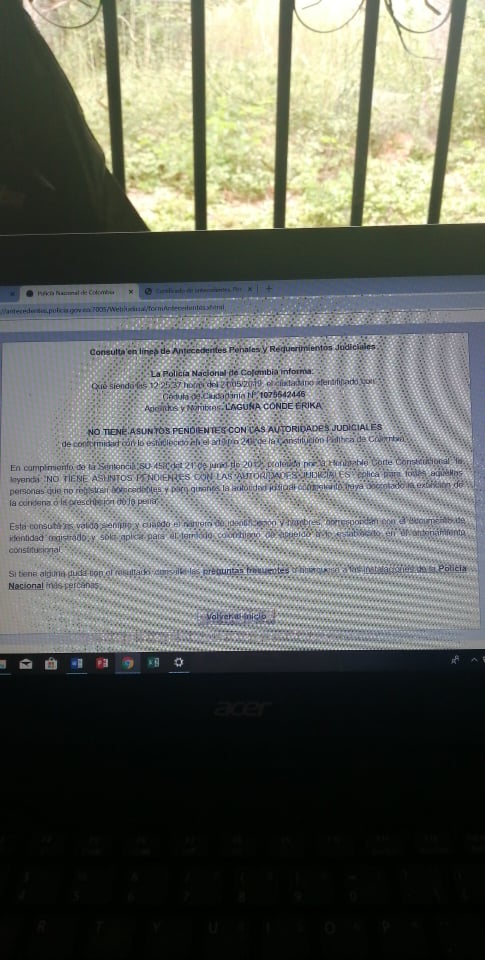 Policía Nacional de Colombia
Certificado de antecedentes
antecedentes.policia.gov.co:7005/WebJudicial/formAntecedentes.xhtml
Consulta en línea de Antecedentes Penales y Requerimientos Judiciales
La Policía Nacional de Colombia informa:
Que siendo las 12:25:37 horas del 21/05/2019, el ciudadano identificado con:
Cédula de Ciudadanía Nº 1075542446
Apellidos y Nombres: LAGUNA CONDE ERIKA
NO TIENE ASUNTOS PENDIENTES CON LAS AUTORIDADES JUDICIALES
de conformidad con lo establecido en el artículo 248 de la Constitución Política de Colombia.
En cumplimiento de la Sentencia SU-458 del 21 de junio de 2012, proferida por la Honorable Corte Constitucional, la
leyenda "NO TIENE ASUNTOS PENDIENTES CON LAS AUTORIDADES JUDICIALES" aplica para todas aquellas
personas que no registran antecedentes y para quienes la autoridad judicial competente haya decretado la extinción de
la condena o la prescripción de la pena.
Esta consulta es válida siempre y cuando el número de identificación y nombres, correspondan con el documento de
identidad registrado y solo aplica para el territorio colombiano de acuerdo a lo establecido en el ordenamiento
constitucional.
Si tiene alguna duda con el resultado, consulte las preguntas frecuentes o acérquese a las instalaciones de la Policía
Nacional más cercanas.
Volver al Inicio
acer
R T Y U I O P